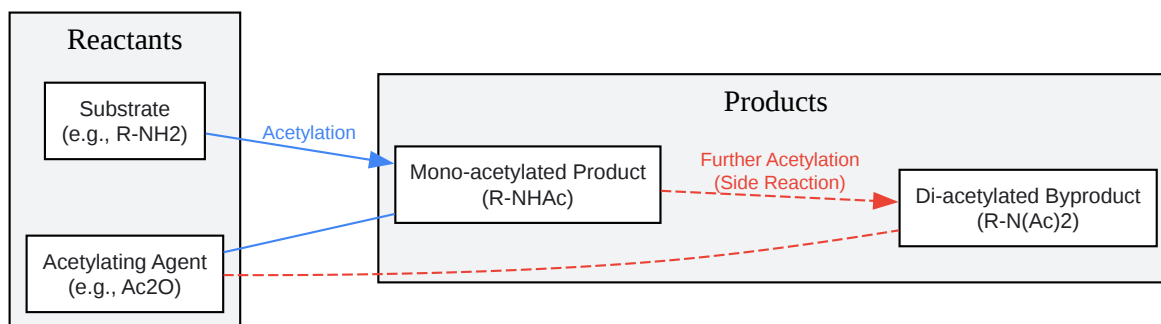 Reactants
Substrate
(e.g., R-NH2)
Acetylation
Acetylating Agent
(e.g., Ac2O)
Products
Mono-acetylated Product
(R-NHAc)
Further Acetylation
(Side Reaction)
Di-acetylated Byproduct
(R-N(Ac)2)